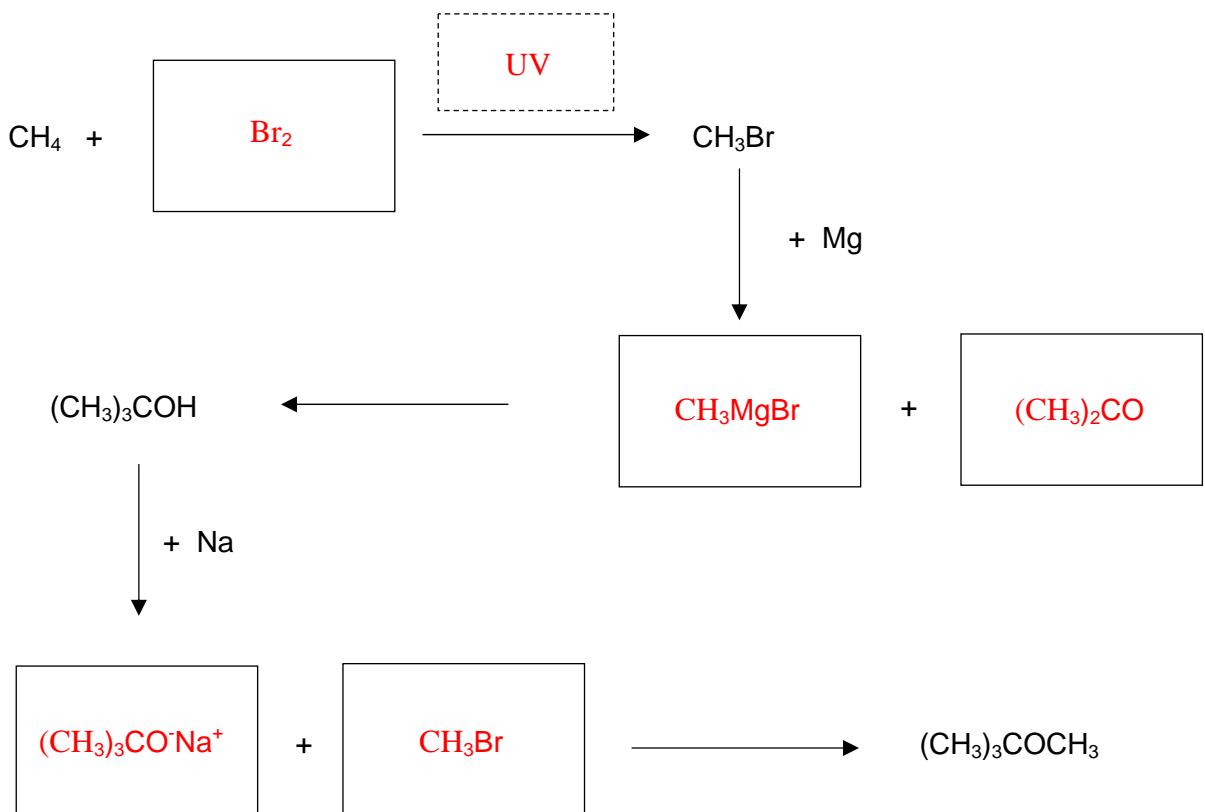 UV
CH₄ + Br₂ CH₃Br
+ Mg
(CH₃)₃COH CH₃MgBr + (CH₃)₂CO
+ Na
(CH₃)₃CO⁻Na⁺ + CH₃Br (CH₃)₃COCH₃